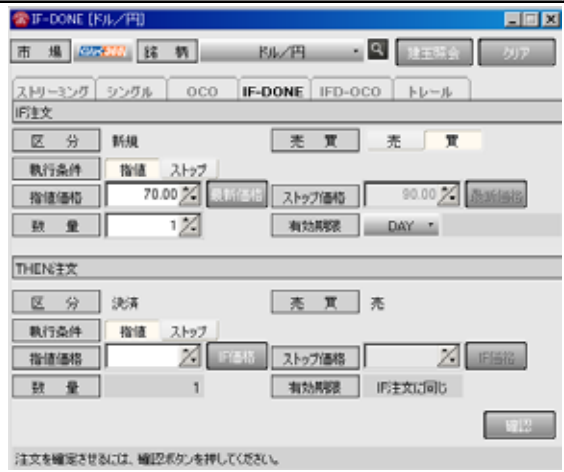 IF-DONE [ドル／円]
市 場 銘 柄 ドル／円 建玉照会 クリア
ストリーミング シングル OCO IF-DONE IFD-OCO トレール
IF注文
区 分 新規 売 買 売 買
執行条件 指値 ストップ
指値価格 70.00 最新価格 ストップ価格 90.00 最新価格
数 量 1 有効期限 DAY
THEN注文
区 分 決済 売 買 売
執行条件 指値 ストップ
指値価格 IF価格 ストップ価格 IF価格
数 量 1 有効期限 IF注文に同じ
確認
注文を確定させるには、確認ボタンを押してください。